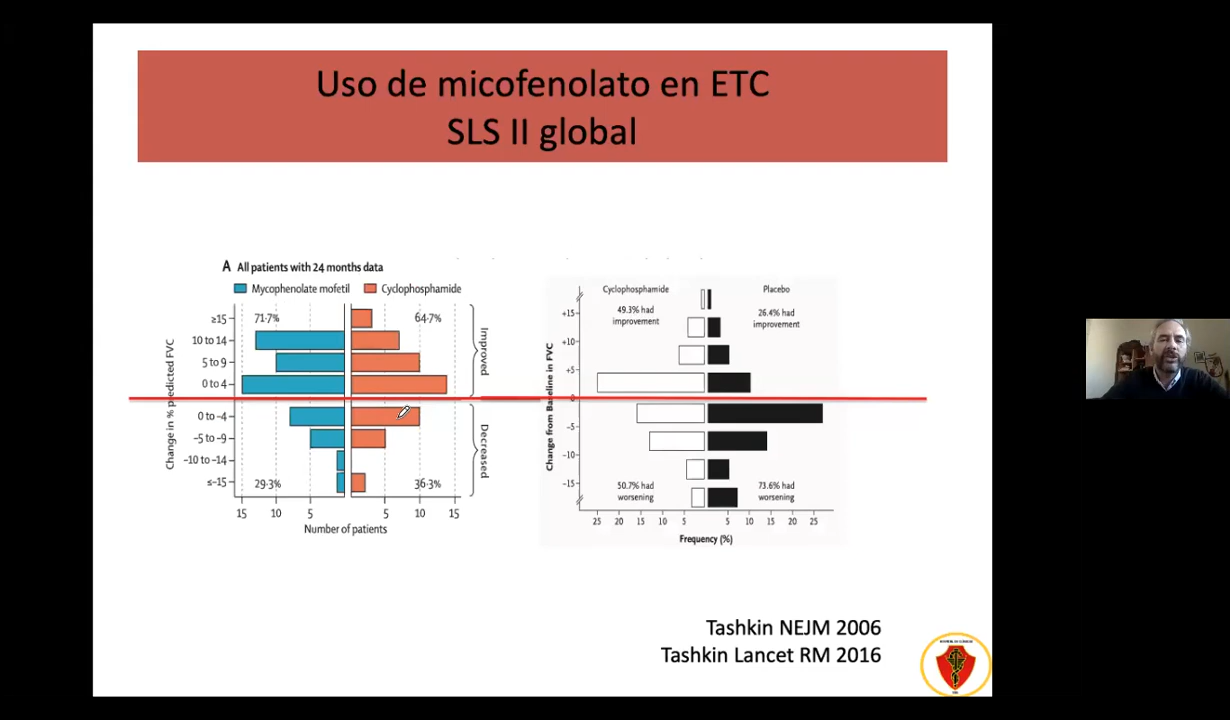 Uso de micofenolato en ETC
SLS II global
A All patients with 24 months data
Mycophenolate mofetil
Cyclophosphamide
Change in % predicted FVC
≥15
10 to 14
5 to 9
0 to 4
0 to −4
−5 to −9
−10 to −14
≤−15
71·7%
64·7%
29·3%
36·3%
Improved
Decreased
15 10 5 5 10 15
Number of patients
Cyclophosphamide
49.3% had
improvement
Placebo
26.4% had
improvement
Change from Baseline in FVC
+15
+10
+5
0
−5
−10
−15
50.7% had
worsening
73.6% had
worsening
25 20 15 10 5 5 10 15 20 25
Frequency (%)
Tashkin NEJM 2006
Tashkin Lancet RM 2016